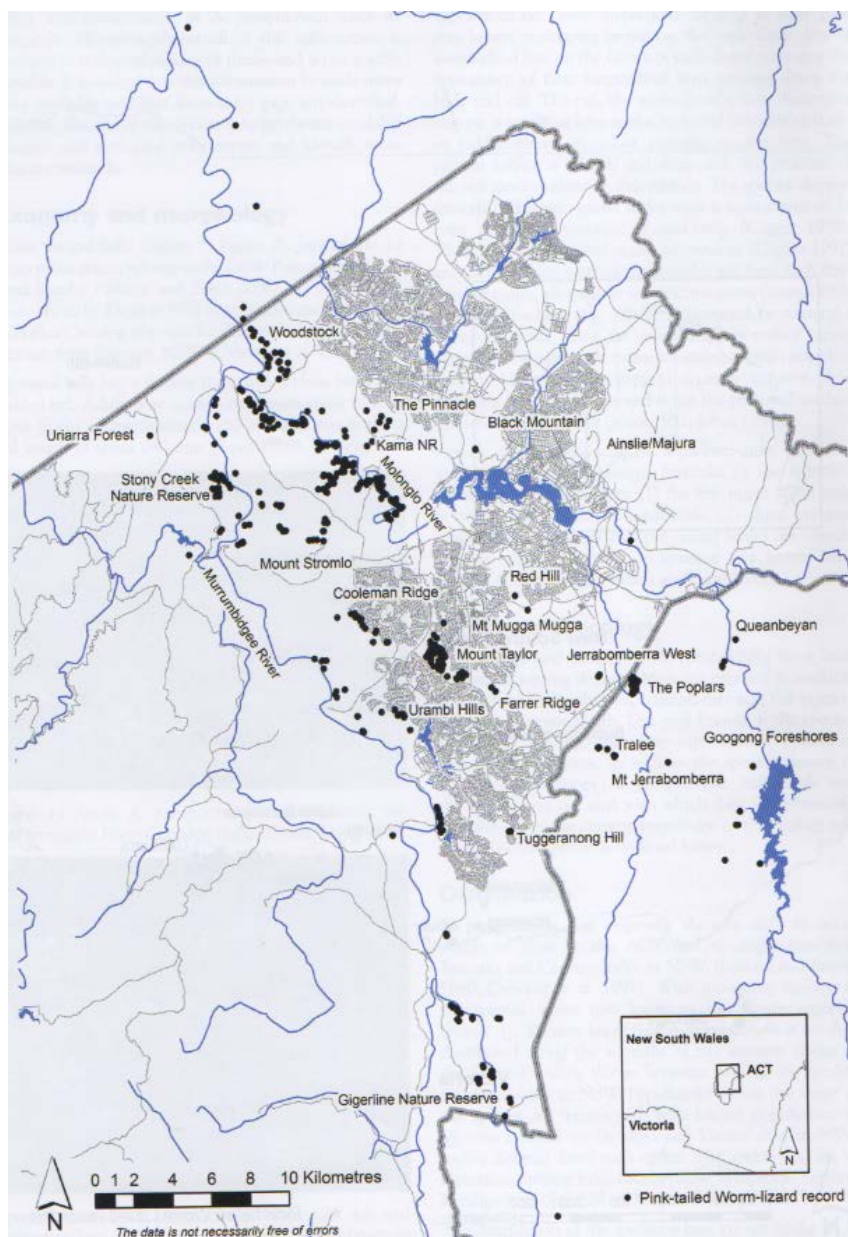 Woodstock
The Pinnacle
Black Mountain
Uriarra Forest
Kama NR
Ainslie/Majura
Molonglo River
Stony Creek
Nature Reserve
Mount Stromlo
Red Hill
Cooleman Ridge
Murrumbidgee River
Mt Mugga Mugga
Queanbeyan
Mount Taylor
Jerrabomberra West
The Poplars
Farrer Ridge
Urambi Hills
Googong Foreshores
Tralee
Mt Jerrabomberra
Tuggeranong Hill
New South Wales
ACT
Victoria
N
Gigerline Nature Reserve
0 1 2 4 6 8 10 Kilometres
N
Pink-tailed Worm-lizard record
The data is not necessarily free of errors